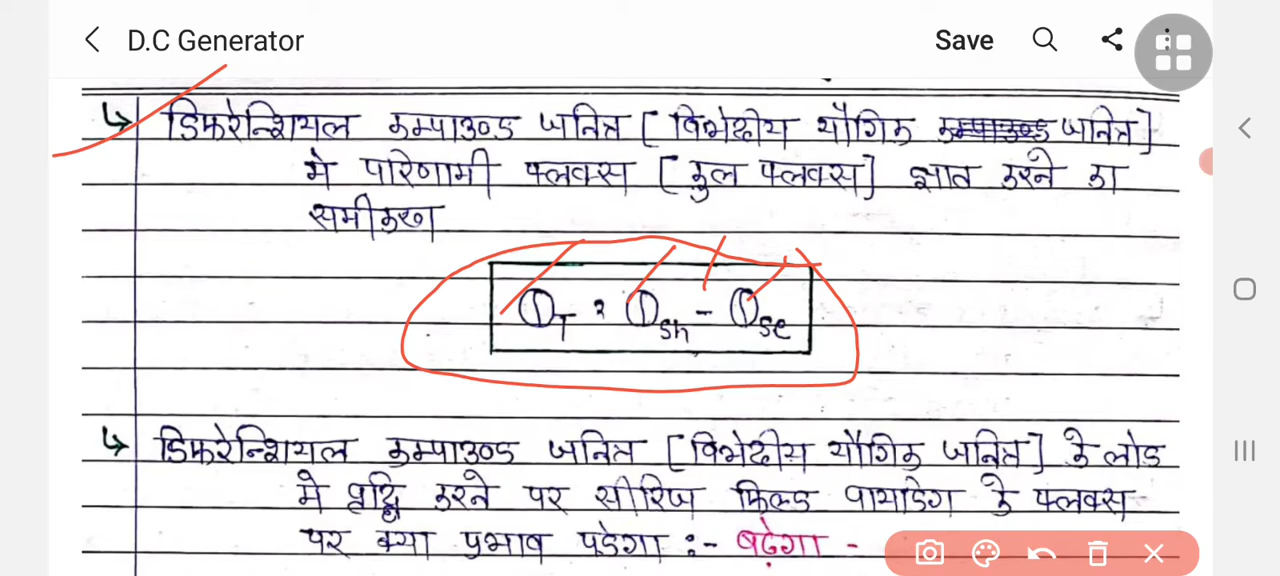 D.C Generator
Save
↳ डिफरेन्शियल कम्पाउण्ड जनित्र [विभेदीय यौगिक जनित्र]
मे पारिणामी फ्लक्स [कुल फ्लक्स] ज्ञात करने का
समीकरण
Φ_T = Φ_sh - Φ_se
↳ डिफरेन्शियल कम्पाउण्ड जनित्र [विभेदीय यौगिक जनित्र] के लोड
मे वृद्धि करने पर सीरिज फिल्ड वायडिंग के फ्लक्स
पर क्या प्रभाव पडेगा :- बढ़ेगा -